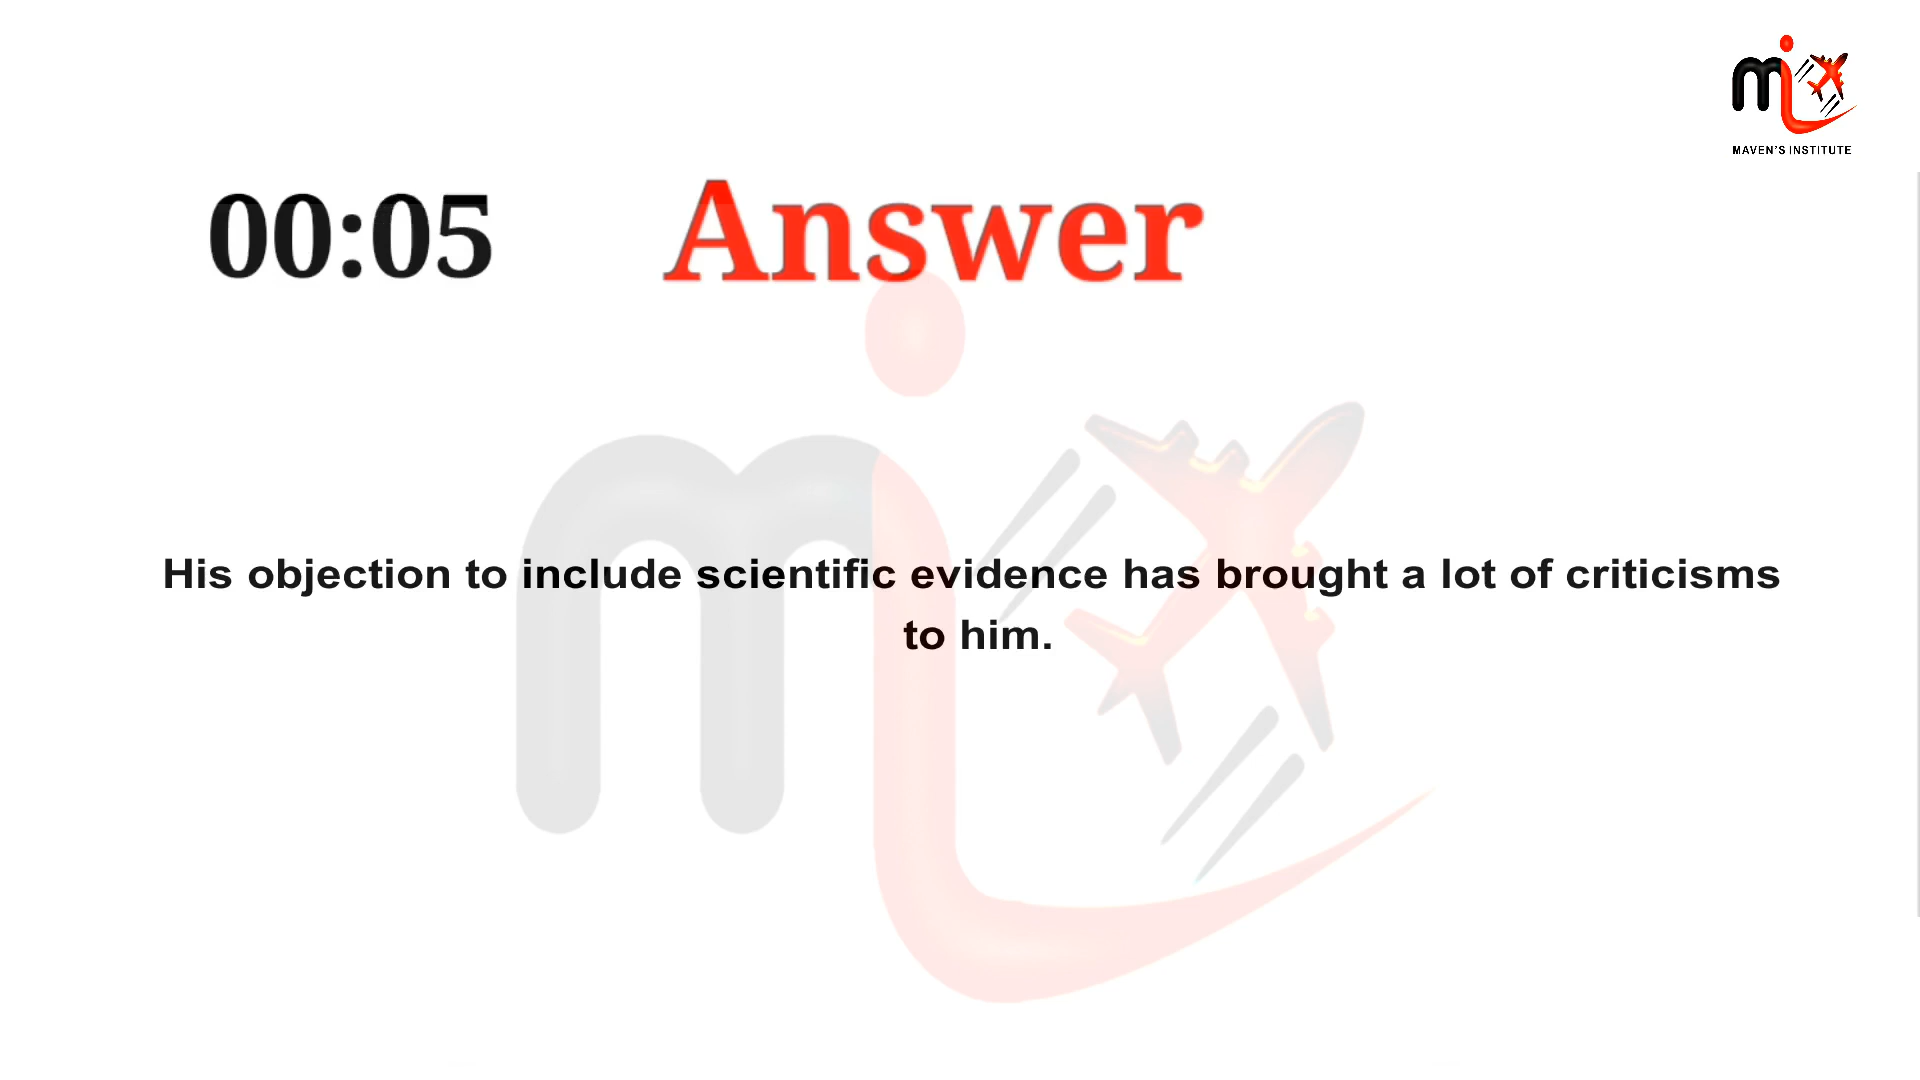 MAVEN'S INSTITUTE
00:05 Answer
His objection to include scientific evidence has brought a lot of criticisms
to him.